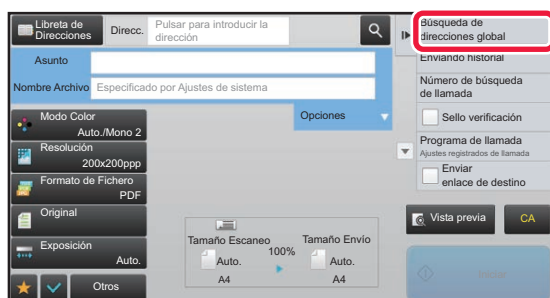 Libreta de
Direcciones
Direcc.
Pulsar para introducir la
dirección
Asunto
Nombre Archivo
Especificado por Ajustes de sistema
Opciones
Modo Color
Auto./Mono 2
Resolución
200x200ppp
Formato de Fichero
PDF
Original
Exposición
Auto.
Otros
Tamaño Escaneo
100%
Tamaño Envío
Auto.
A4
Auto.
A4
Búsqueda de
direcciones global
Enviando historial
Número de búsqueda
de llamada
Sello verificación
Programa de llamada
Ajustes registrados de llamada
Enviar
enlace de destino
Vista previa
CA